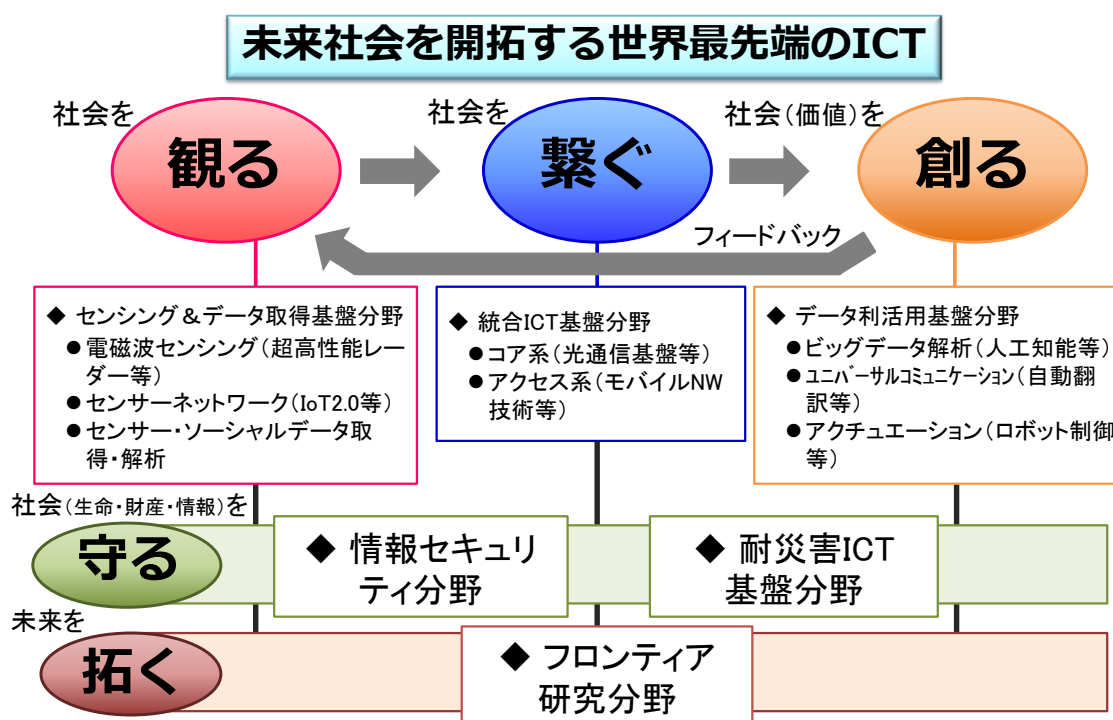 未来社会を開拓する世界最先端のICT
社会を
観る
社会を
繋ぐ
社会(価値)を
創る
フィードバック
◆ センシング＆データ取得基盤分野
●電磁波センシング(超高性能レー
ダー等)
●センサーネットワーク(IoT2.0等)
●センサー・ソーシャルデータ取
得・解析
◆ 統合ICT基盤分野
●コア系(光通信基盤等)
●アクセス系(モバイルNW
技術等)
◆ データ利活用基盤分野
●ビッグデータ解析(人工知能等)
●ﾕﾆﾊﾞｰｻﾙｺﾐｭﾆｹｰｼｮﾝ(自動翻
訳等)
●アクチュエーション(ロボット制御
等)
社会(生命・財産・情報)を
守る
◆ 情報セキュリ
ティ分野
◆ 耐災害ICT
基盤分野
未来を
拓く
◆ フロンティア
研究分野